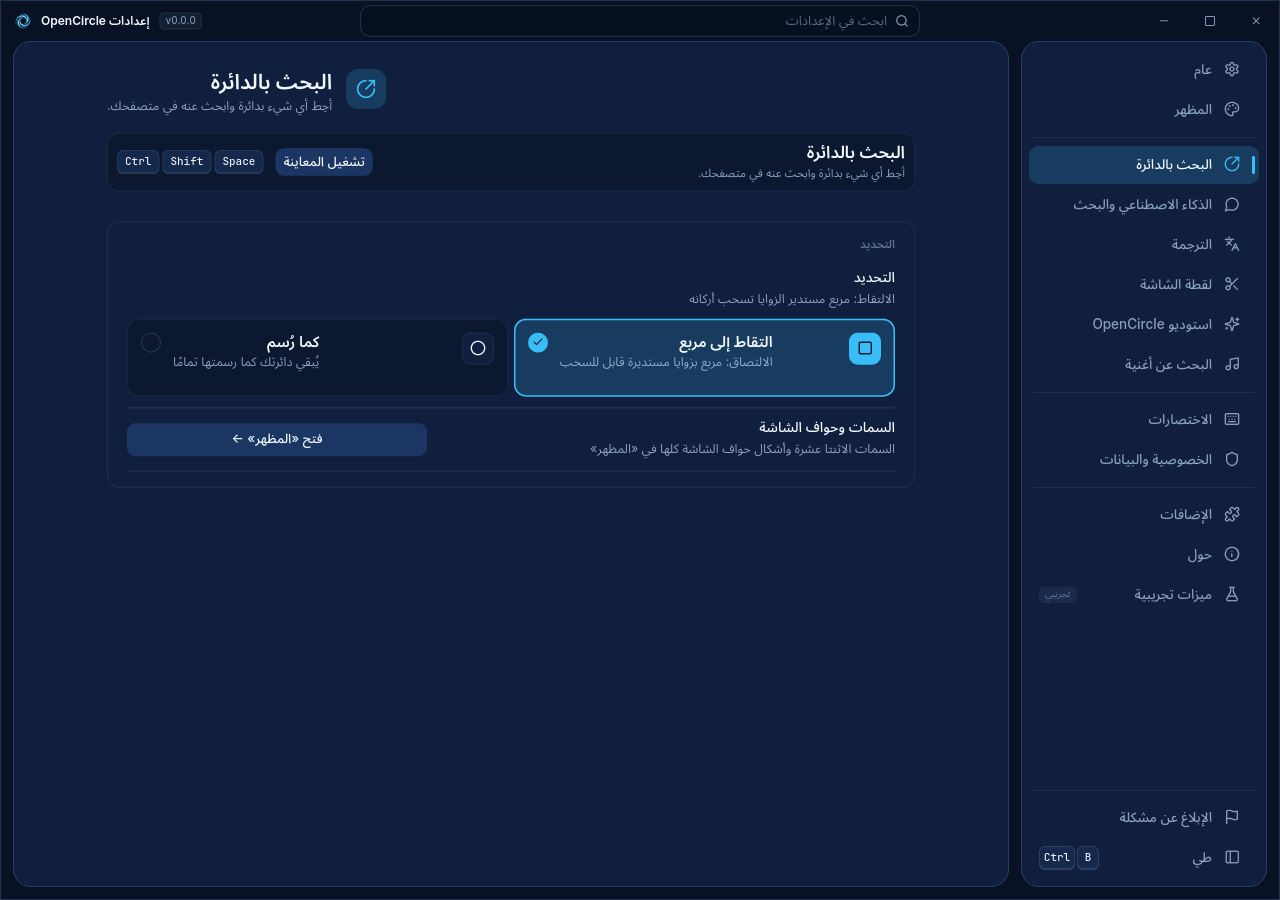 إعدادات OpenCircle
v0.0.0
ابحث في الإعدادات
عام
المظهر
البحث بالدائرة
الذكاء الاصطناعي والبحث
الترجمة
لقطة الشاشة
استوديو OpenCircle
البحث عن أغنية
الاختصارات
الخصوصية والبيانات
الإضافات
حول
ميزات تجريبية
تجريبي
الإبلاغ عن مشكلة
طي
Ctrl B
البحث بالدائرة
أحِط أي شيء بدائرة وابحث عنه في متصفحك.
البحث بالدائرة
أحِط أي شيء بدائرة وابحث عنه في متصفحك.
تشغيل المعاينة
Ctrl Shift Space
التحديد
التحديد
الالتقاط: مربع مستدير الزوايا تسحب أركانه
التقاط إلى مربع
الالتصاق: مربع بزوايا مستديرة قابل للسحب
كما رُسم
يُبقي دائرتك كما رسمتها تمامًا
السمات وحواف الشاشة
السمات الاثنتا عشرة وأشكال حواف الشاشة كلها في «المظهر»
فتح «المظهر» ←